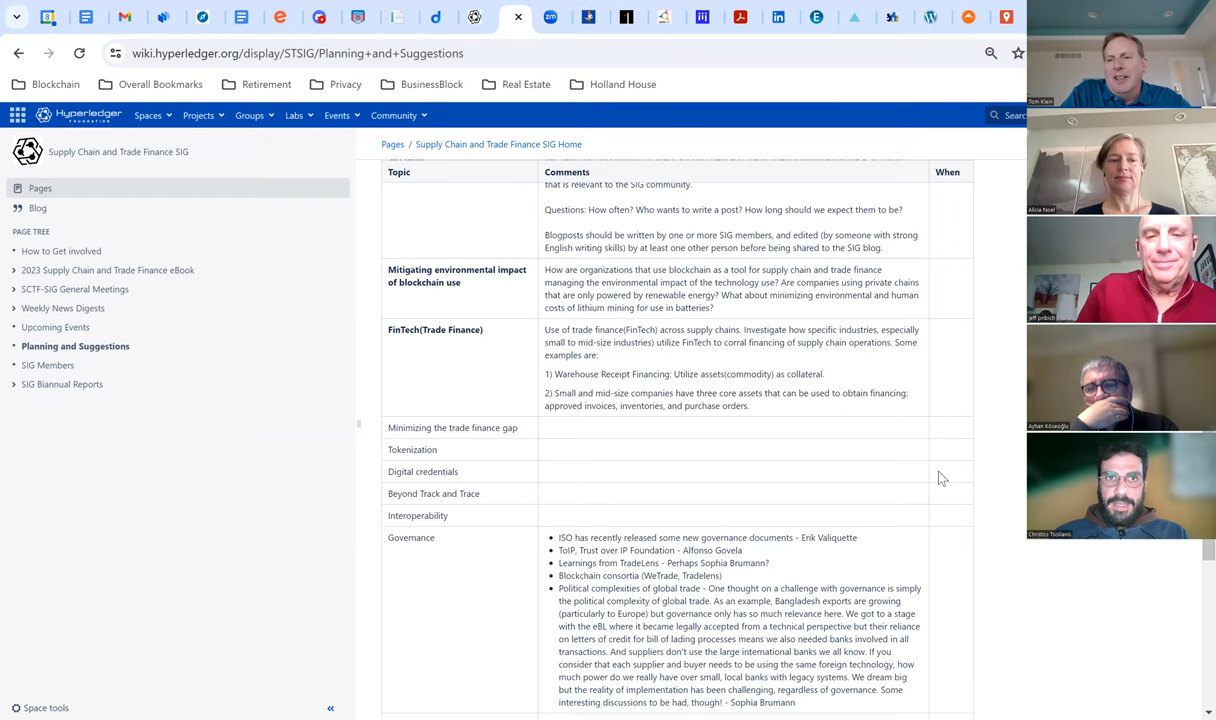 wiki.hyperledger.org/display/STSIG/Planning+and+Suggestions
Blockchain
Overall Bookmarks
Retirement
Privacy
BusinessBlock
Real Estate
Holland House
HYPERLEDGER
FOUNDATION
Spaces
Projects
Groups
Labs
Events
Community
Searc
Supply Chain and Trade Finance SIG
Pages
Blog
PAGE TREE
How to Get involved
2023 Supply Chain and Trade Finance eBook
SCTF-SIG General Meetings
Weekly News Digests
Upcoming Events
Planning and Suggestions
SIG Members
SIG Biannual Reports
Space tools
Pages / Supply Chain and Trade Finance SIG Home
Topic
Comments
When
that is relevant to the SIG community.
Questions: How often? Who wants to write a post? How long should we expect them to be?
Blogposts should be written by one or more SIG members, and edited (by someone with strong
English writing skills) by at least one other person before being shared to the SIG blog.
Mitigating environmental impact
of blockchain use
How are organizations that use blockchain as a tool for supply chain and trade finance
managing the environmental impact of the technology use? Are companies using private chains
that are only powered by renewable energy? What about minimizing environmental and human
costs of lithium mining for use in batteries?
FinTech(Trade Finance)
Use of trade finance(FinTech) across supply chains. Investigate how specific industries, especially
small to mid-size industries) utilize FinTech to corral financing of supply chain operations. Some
examples are:
1) Warehouse Receipt Financing: Utilize assets(commodity) as collateral.
2) Small and mid-size companies have three core assets that can be used to obtain financing:
approved invoices, inventories, and purchase orders.
Minimizing the trade finance gap
Tokenization
Digital credentials
Beyond Track and Trace
Interoperability
Governance
• ISO has recently released some new governance documents - Erik Valiquette
• ToIP, Trust over IP Foundation - Alfonso Govela
• Learnings from TradeLens - Perhaps Sophia Brumann?
• Blockchain consortia (WeTrade, Tradelens)
• Political complexities of global trade - One thought on a challenge with governance is simply
the political complexity of global trade. As an example, Bangladesh exports are growing
(particularly to Europe) but governance only has so much relevance here. We got to a stage
with the eBL where it became legally accepted from a technical perspective but their reliance
on letters of credit for bill of lading processes means we also needed banks involved in all
transactions. And suppliers don't use the large international banks we all know. If you
consider that each supplier and buyer needs to be using the same foreign technology, how
much power do we really have over small, local banks with legacy systems. We dream big
but the reality of implementation has been challenging, regardless of governance. Some
interesting discussions to be had, though! - Sophia Brumann
Tom Klein
Alicia Noel
jeff pribich
Ayhan Köseoğlu
Christos Tsilianis